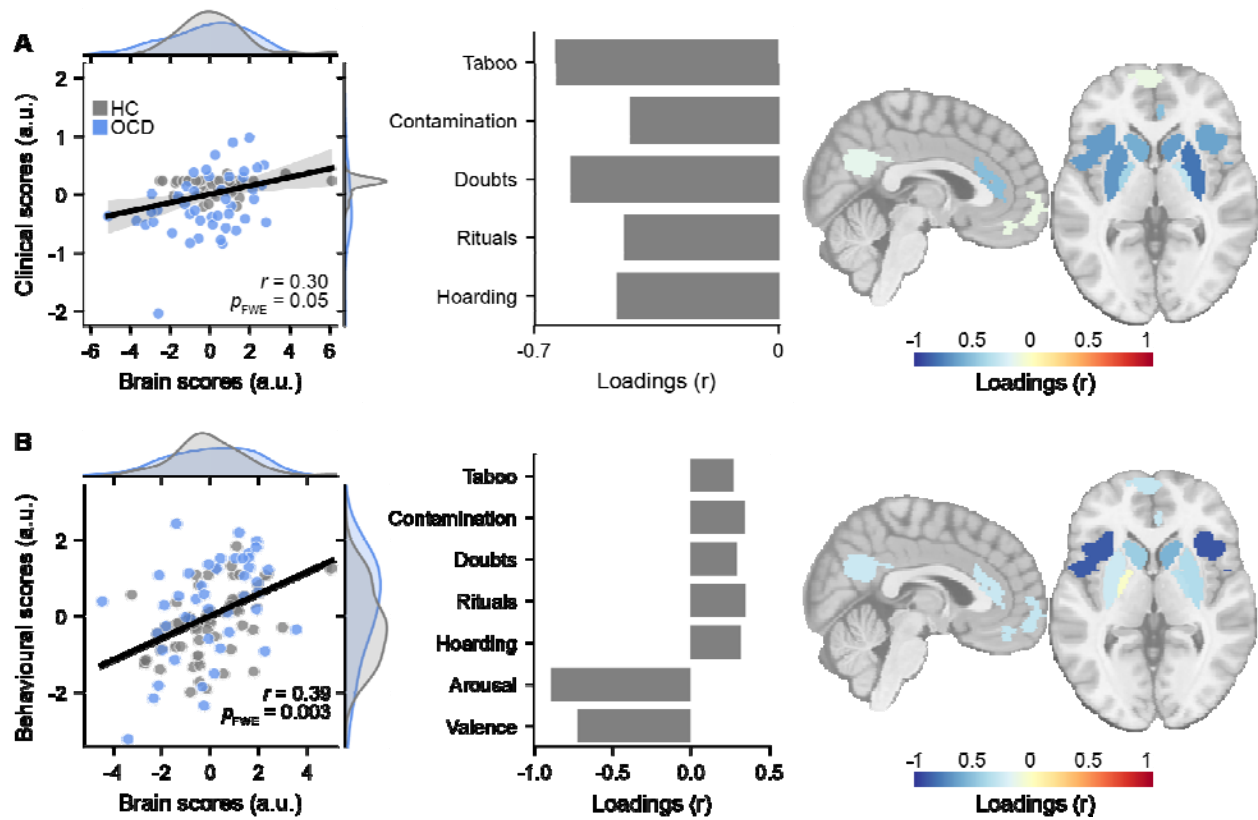 A
Clinical scores (a.u.)
2
1
0
-1
-2
HC
OCD
r = 0.30
pFWE = 0.05
-6 -4 -2 0 2 4 6
Brain scores (a.u.)
Taboo
Contamination
Doubts
Rituals
Hoarding
-0.7 0
Loadings (r)
-1 0.5 0 0.5 1
Loadings (r)
B
Behavioural scores (a.u.)
2
0
-2
r = 0.39
pFWE = 0.003
-4 -2 0 2 4
Brain scores (a.u.)
Taboo
Contamination
Doubts
Rituals
Hoarding
Arousal
Valence
-1.0 -0.5 0.0 0.5
Loadings (r)
-1 0.5 0 0.5 1
Loadings (r)